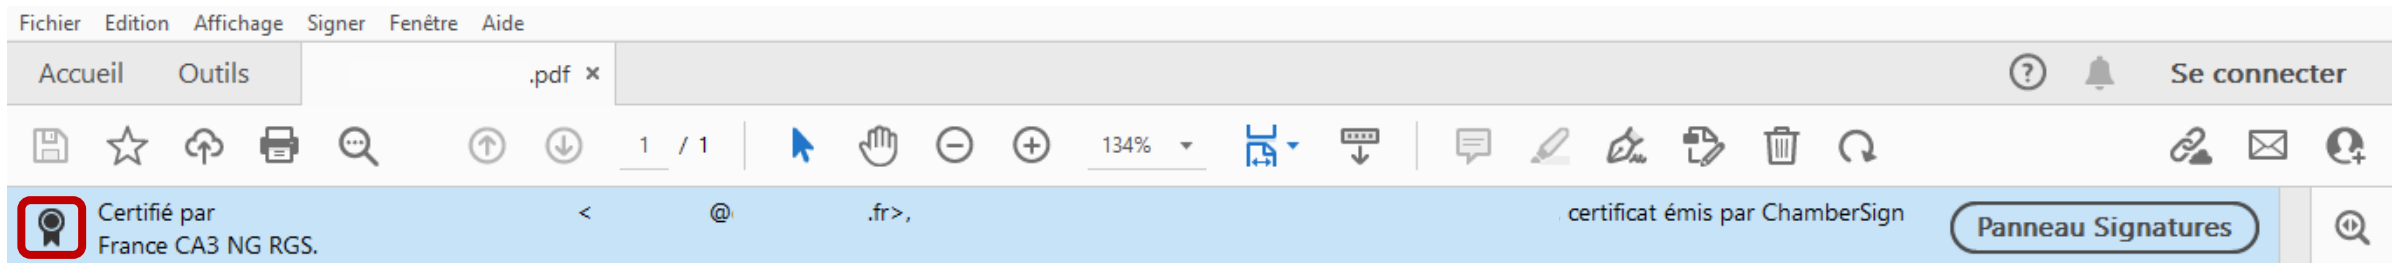 Fichier Edition Affichage Signer Fenêtre Aide
Accueil Outils .pdf × Se connecter
1 / 1 134%
Certifié par < @ .fr>, certificat émis par ChamberSign
France CA3 NG RGS.
Panneau Signatures